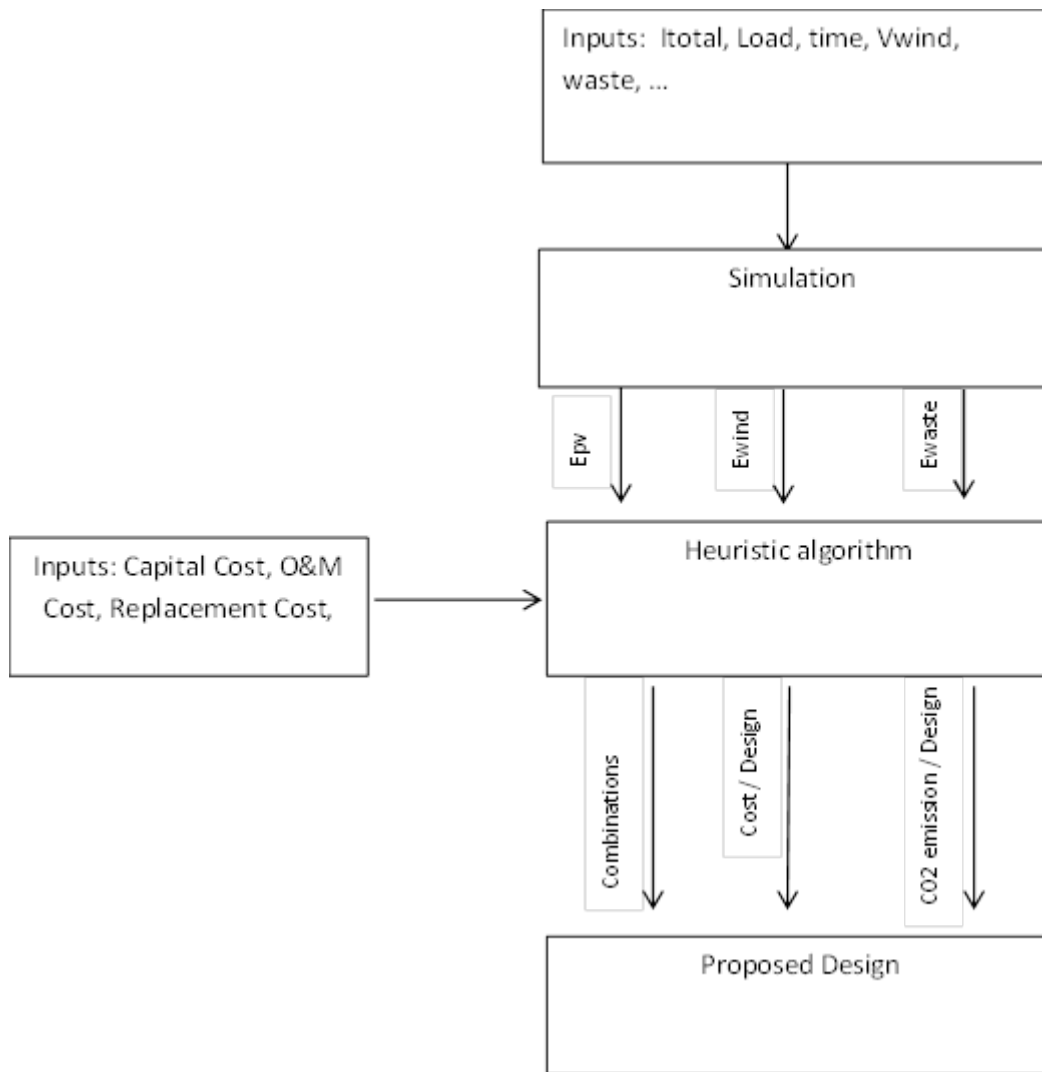 Inputs:  Itotal, Load, time, Vwind,
waste, ...
Simulation
Epv
Ewind
Ewaste
Inputs: Capital Cost, O&M
Cost, Replacement Cost,
Heuristic algorithm
Combinations
Cost / Design
CO2 emission / Design
Proposed Design